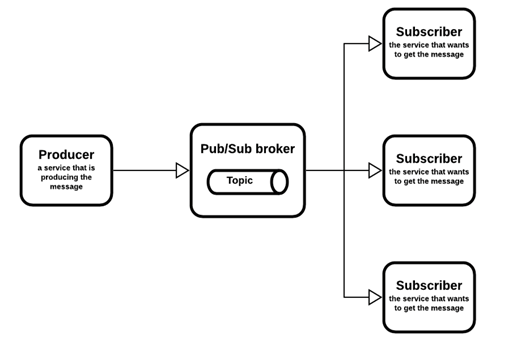 Subscriber
the service that wants
to get the message
Producer
a service that is
producing the
message
Pub/Sub broker
Topic
Subscriber
the service that wants
to get the message
Subscriber
the service that wants
to get the message